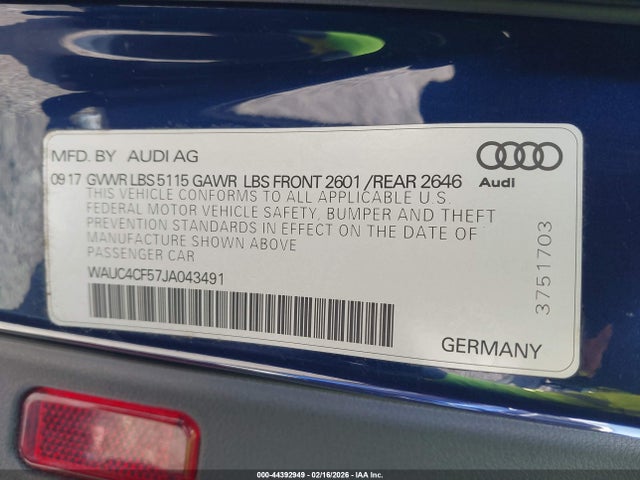 MFD. BY AUDI AG
09 17 GVWR LBS 5115 GAWR LBS FRONT 2601 / REAR 2646
THIS VEHICLE CONFORMS TO ALL APPLICABLE U.S.
FEDERAL MOTOR VEHICLE SAFETY, BUMPER AND THEFT
PREVENTION STANDARDS IN EFFECT ON THE DATE OF
MANUFACTURE SHOWN ABOVE
PASSENGER CAR
WAUC4CF57JA043491
Audi
3751703
GERMANY
000-44392949 - 02/16/2026 - Copyright © IAA, Inc.